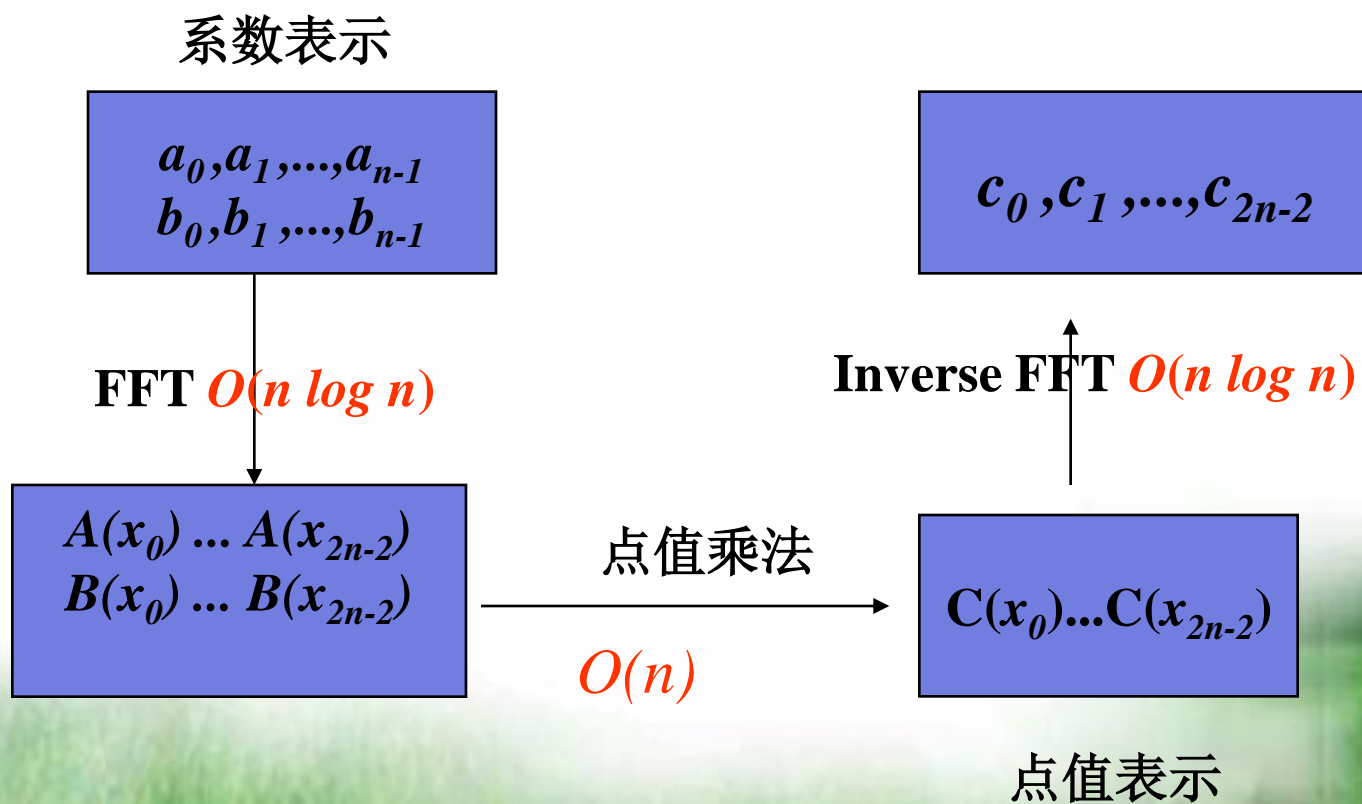 系数表示
a₀,a₁,...,aₙ₋₁
b₀,b₁,...,bₙ₋₁
c₀,c₁,...,c₂ₙ₋₂
FFT O(n log n)
Inverse FFT O(n log n)
A(x₀) ... A(x₂ₙ₋₂)
B(x₀) ... B(x₂ₙ₋₂)
点值乘法
O(n)
C(x₀)...C(x₂ₙ₋₂)
点值表示